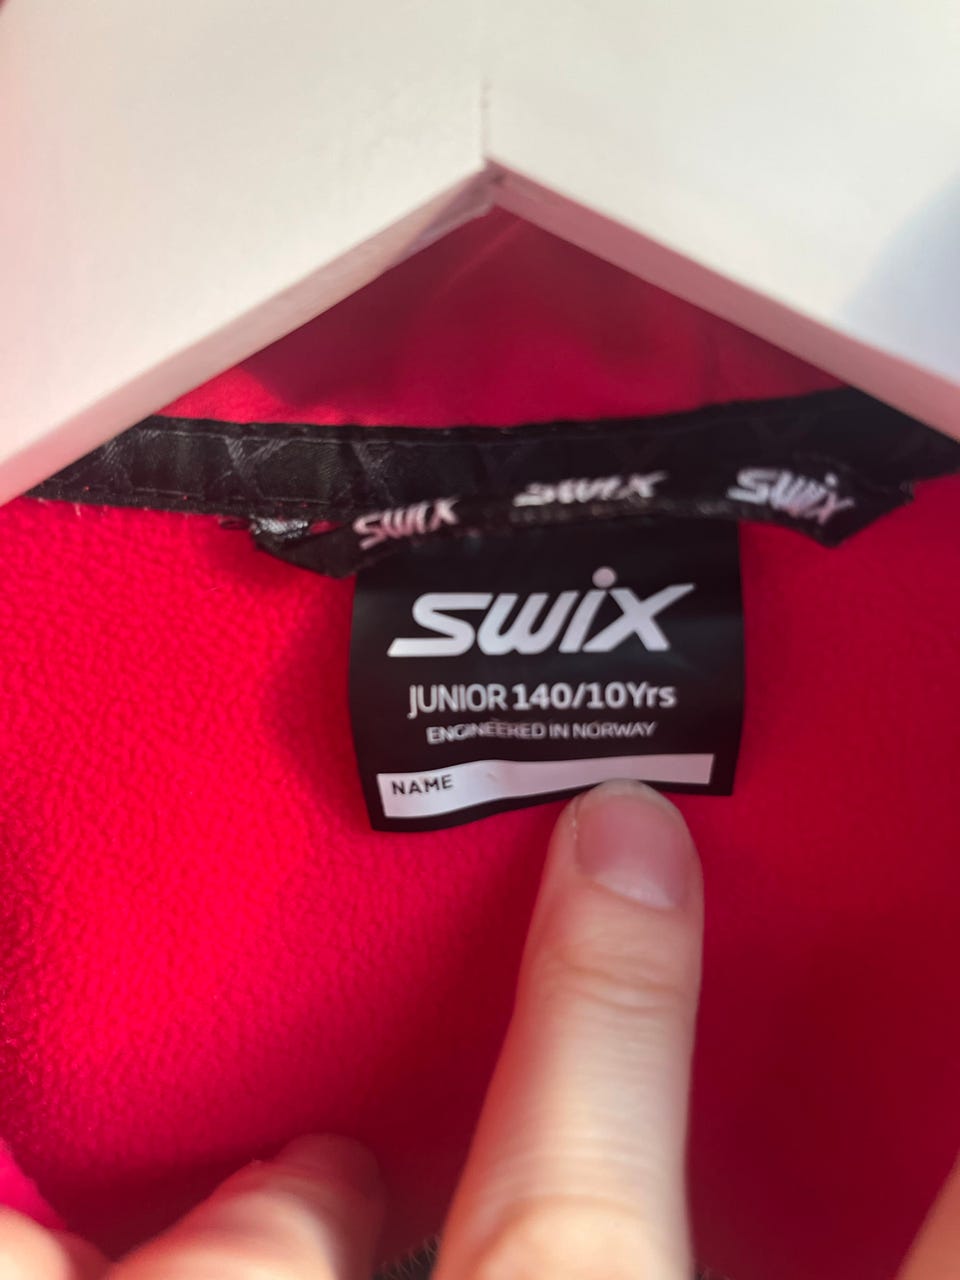 SWIX SWIX SWIX
SWIX
JUNIOR 140/10Yrs
ENGINEERED IN NORWAY
NAME